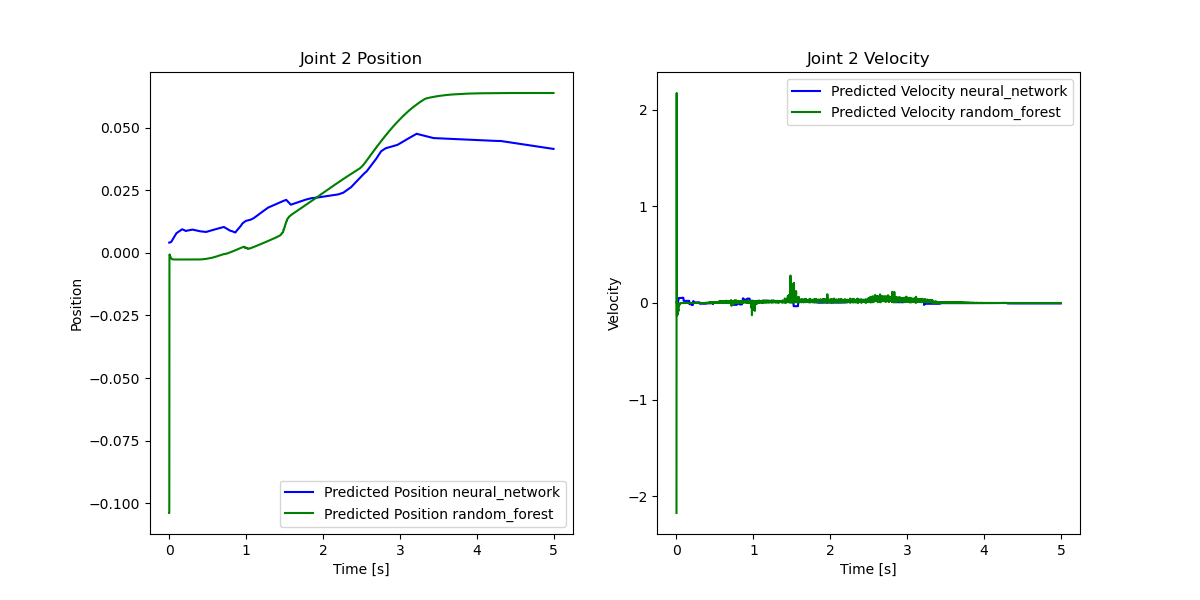 Joint 2 Position
Position
0.050
0.025
0.000
−0.025
−0.050
−0.075
−0.100
Predicted Position neural_network
Predicted Position random_forest
0 1 2 3 4 5
Time [s]
Joint 2 Velocity
Velocity
2
1
0
−1
−2
Predicted Velocity neural_network
Predicted Velocity random_forest
0 1 2 3 4 5
Time [s]